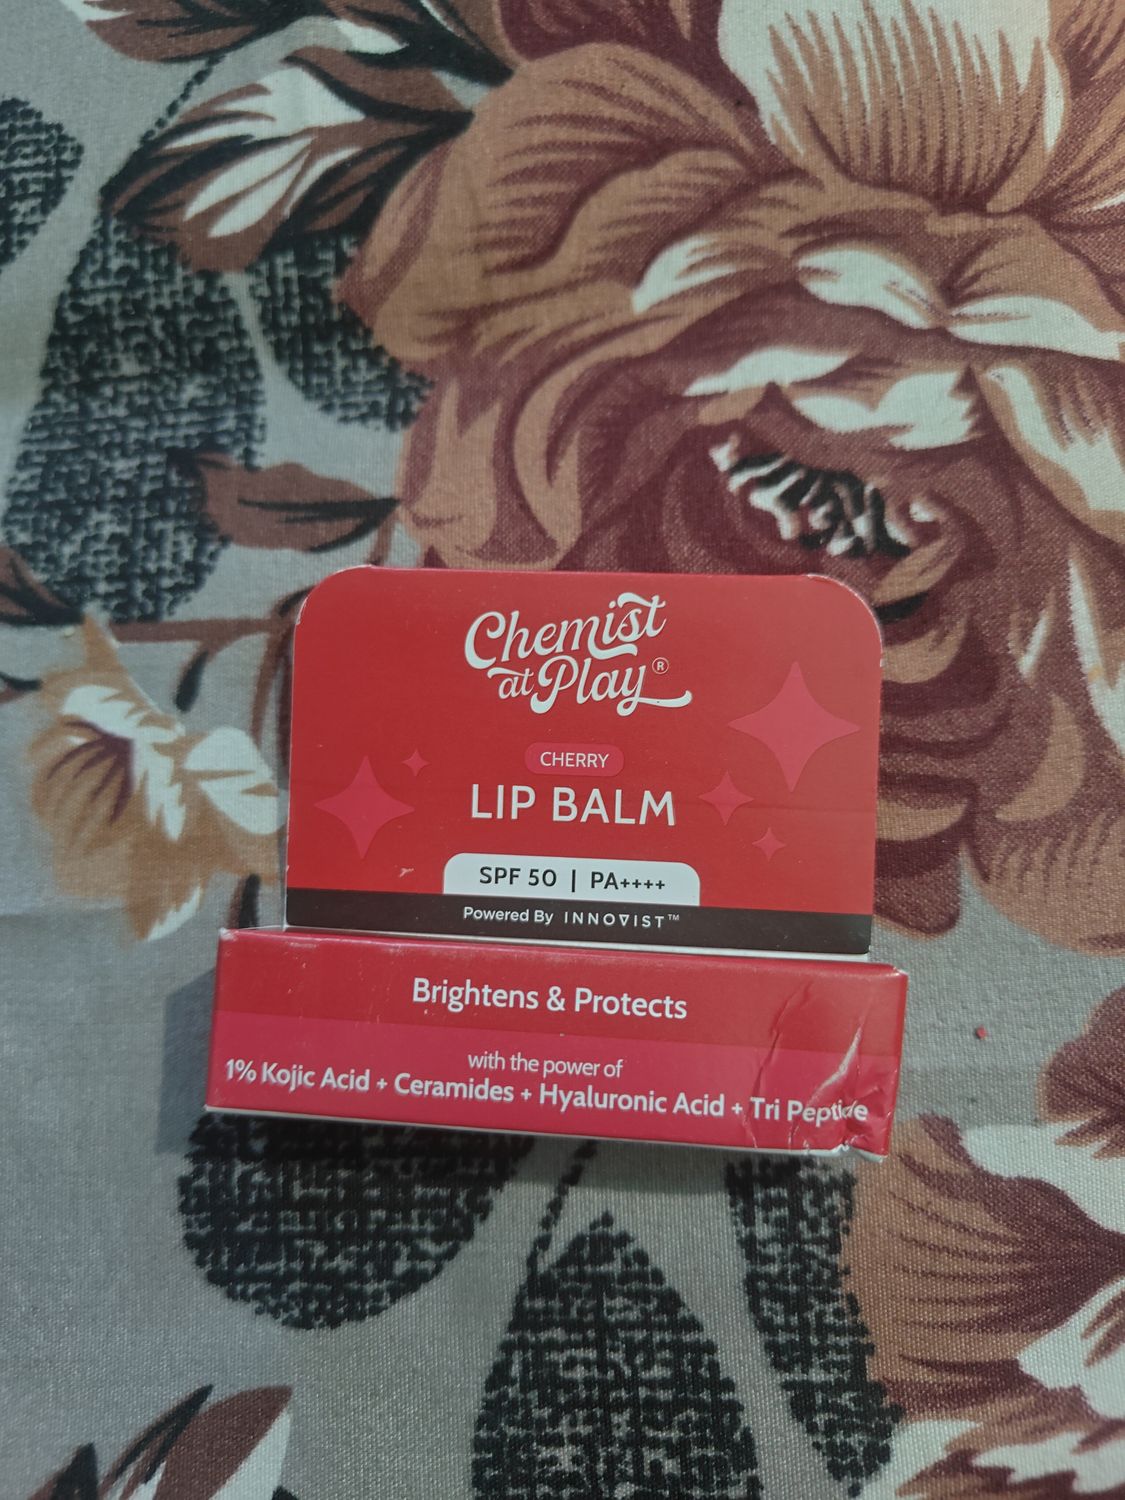 Chemist
at Play®
CHERRY
LIP BALM
SPF 50 | PA++++
Powered By INNOVIST™
Brightens & Protects
with the power of
1% Kojic Acid + Ceramides + Hyaluronic Acid + Tri Peptide